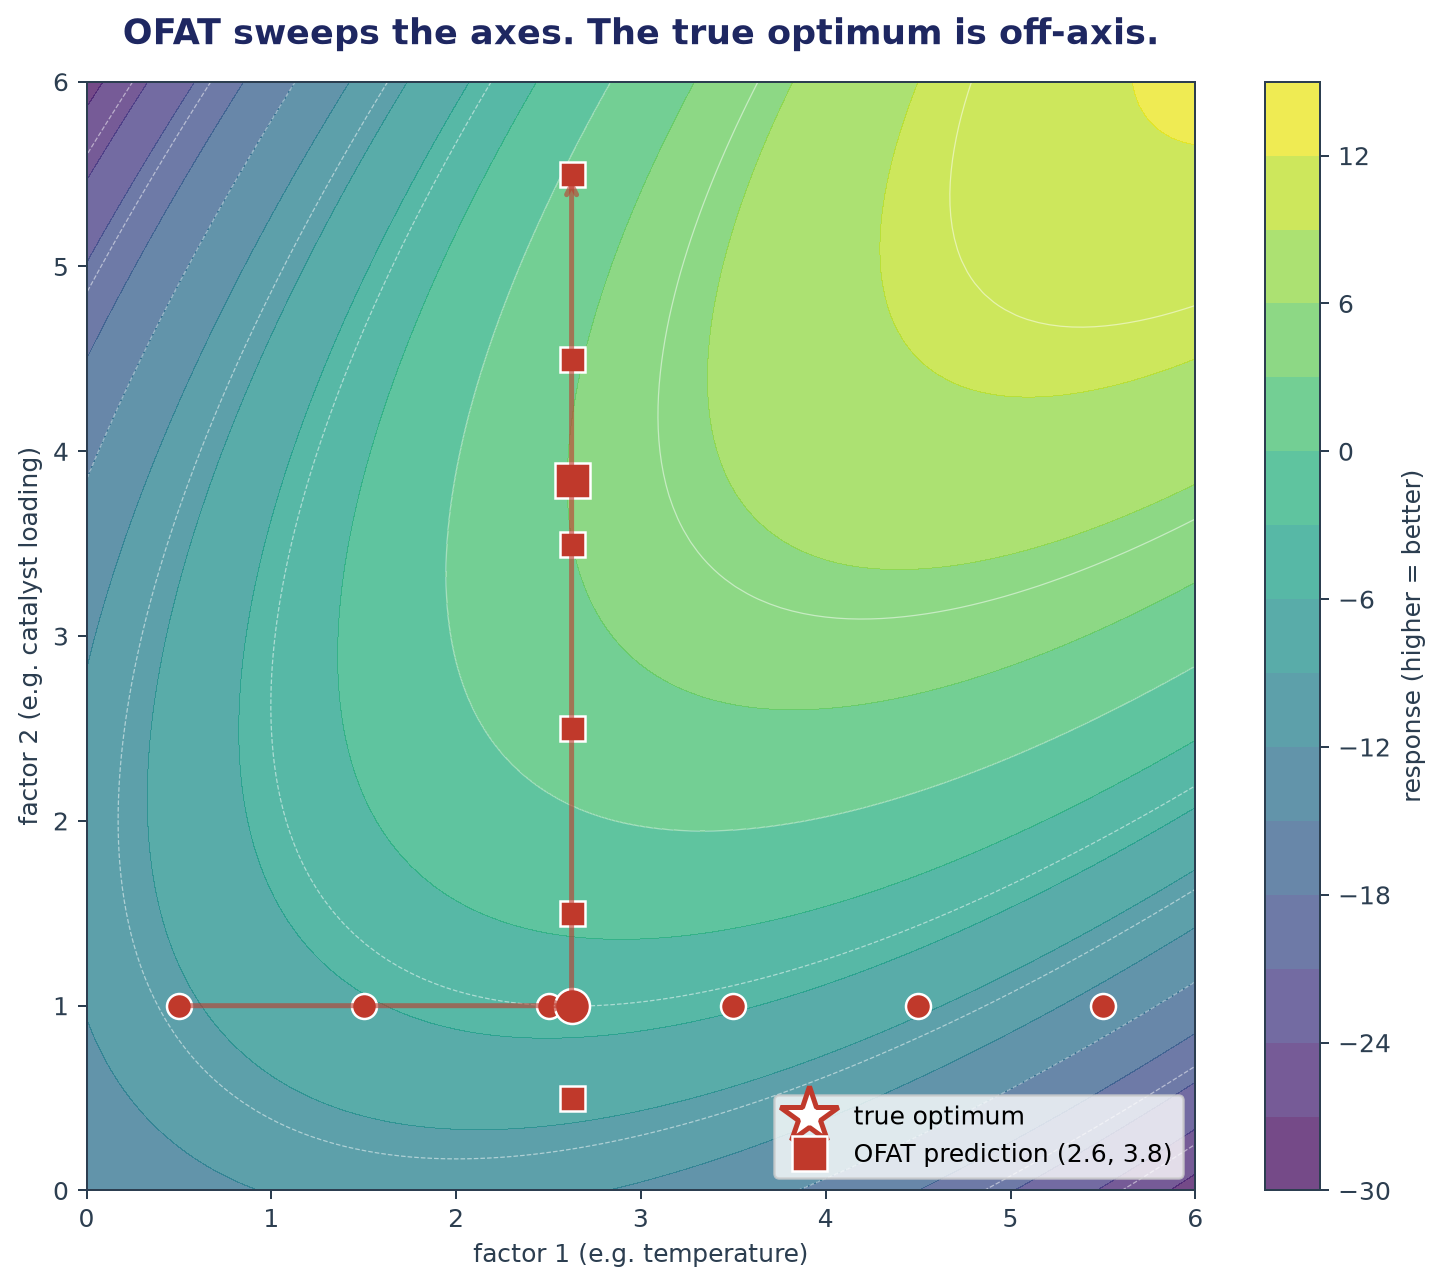 OFAT sweeps the axes. The true optimum is off-axis.
6
5
4
3
2
1
0
factor 2 (e.g. catalyst loading)
0 1 2 3 4 5 6
factor 1 (e.g. temperature)
true optimum
OFAT prediction (2.6, 3.8)
12
6
0
−6
−12
−18
−24
−30
response (higher = better)